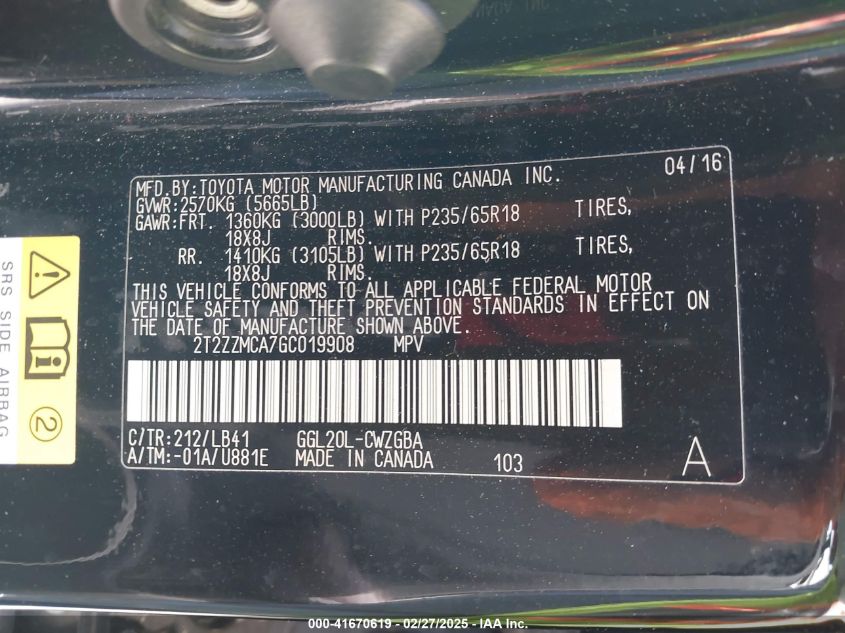 MFD.BY:TOYOTA MOTOR MANUFACTURING CANADA INC. 04/16
GVWR:2570KG (5665LB)
GAWR:FRT. 1360KG (3000LB) WITH P235/65R18 TIRES,
18X8J RIMS.
RR. 1410KG (3105LB) WITH P235/65R18 TIRES,
18X8J RIMS.
THIS VEHICLE CONFORMS TO ALL APPLICABLE FEDERAL MOTOR
VEHICLE SAFETY AND THEFT PREVENTION STANDARDS IN EFFECT ON
THE DATE OF MANUFACTURE SHOWN ABOVE.
2T2ZZMCA7GC019908 MPV
C/TR:212/LB41 GGL20L-CWZGBA
A/TM:-01A/U881E MADE IN CANADA 103 A
SRS SIDE AIRBAG
2
000-41670619 - 02/27/2025 - IAA Inc.